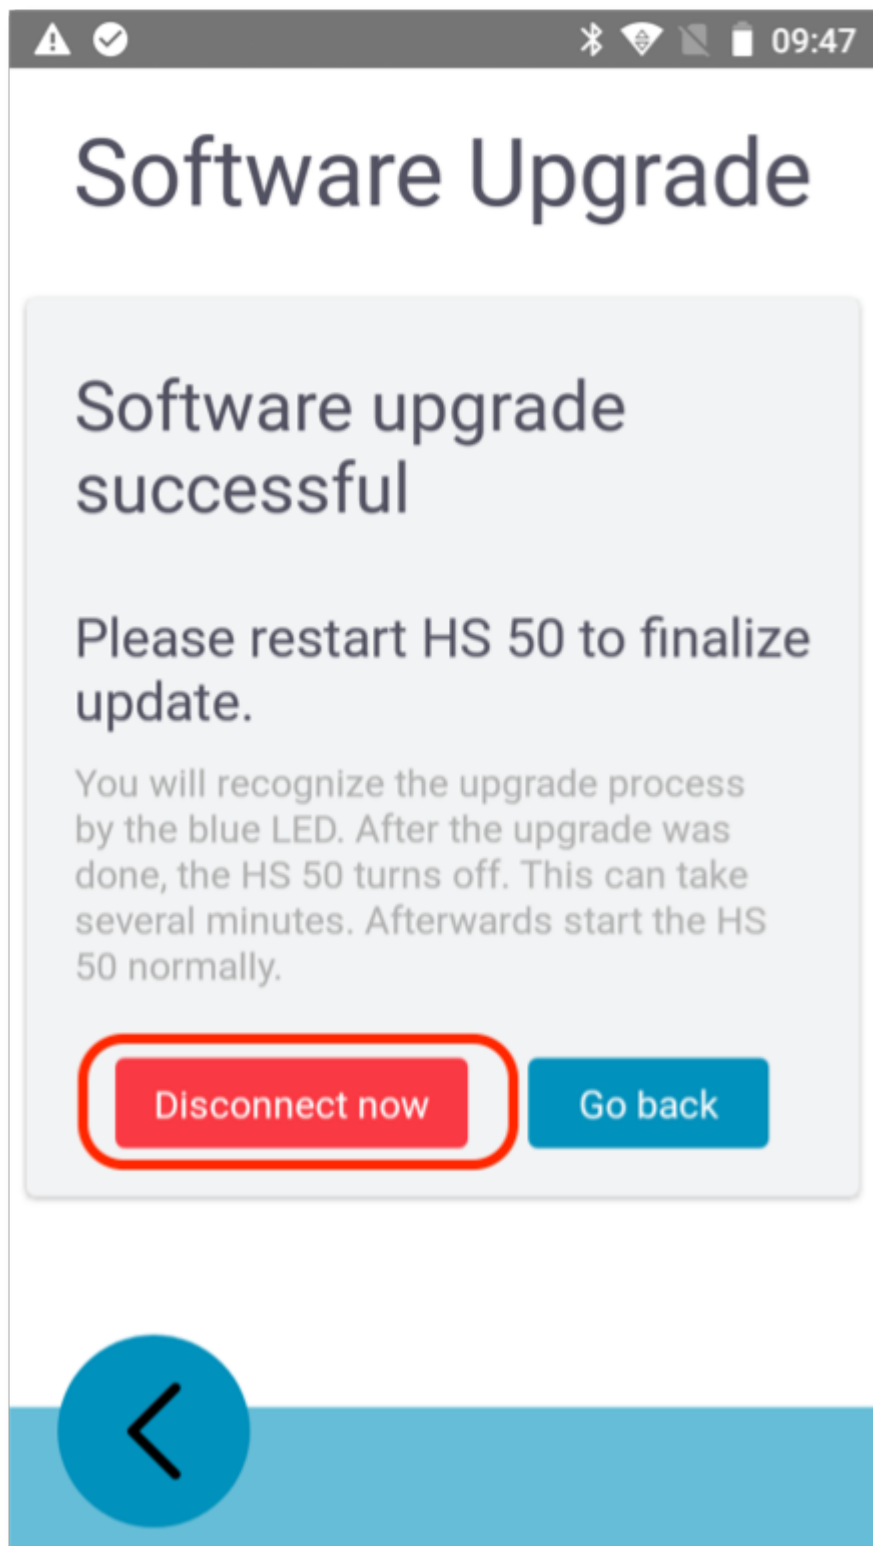 09:47
Software Upgrade
Software upgrade
successful
Please restart HS 50 to finalize
update.
You will recognize the upgrade process
by the blue LED. After the upgrade was
done, the HS 50 turns off. This can take
several minutes. Afterwards start the HS
50 normally.
Disconnect now
Go back